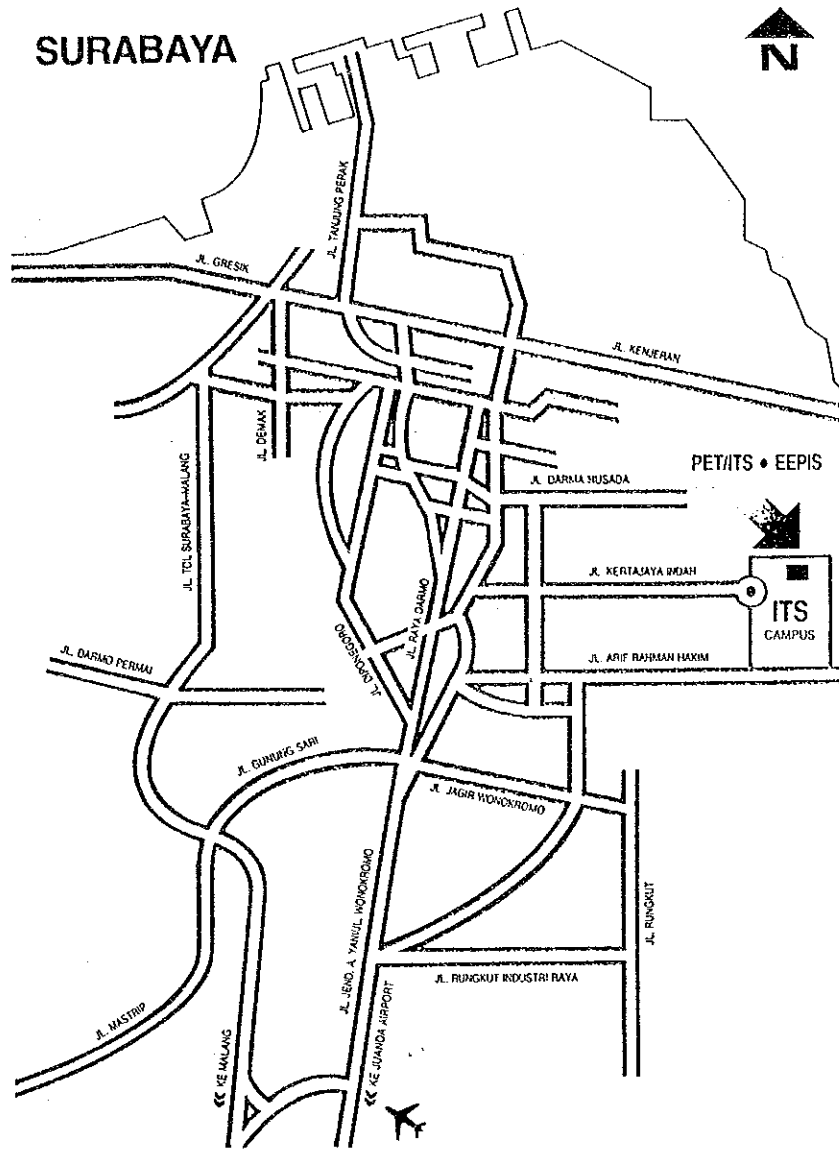 SURABAYA
N
JL. TANJUNG PERAK
JL. GRESIK
JL. KENJERAN
JL. DEMAK
PET/ITS • EEPIS
JL. DARMA HUSADA
JL. TOL SURABAYA-MALANG
JL. KERTAJAYA INDAH
ITS
CAMPUS
JL. RAYA DARMO
JL. DIPONEGORO
JL. ARIF RAHMAN HAKIM
JL. DARMO PERMAI
JL. GUNUNG SARI
JL. JAGIR WONOKROMO
JL. JEND. A. YANI/JL. WONOKROMO
JL. RUNGKUT
JL. RUNGKUT INDUSTRI RAYA
JL. MASTRIP
<< KE MALANG
<< KE JUANDA AIRPORT